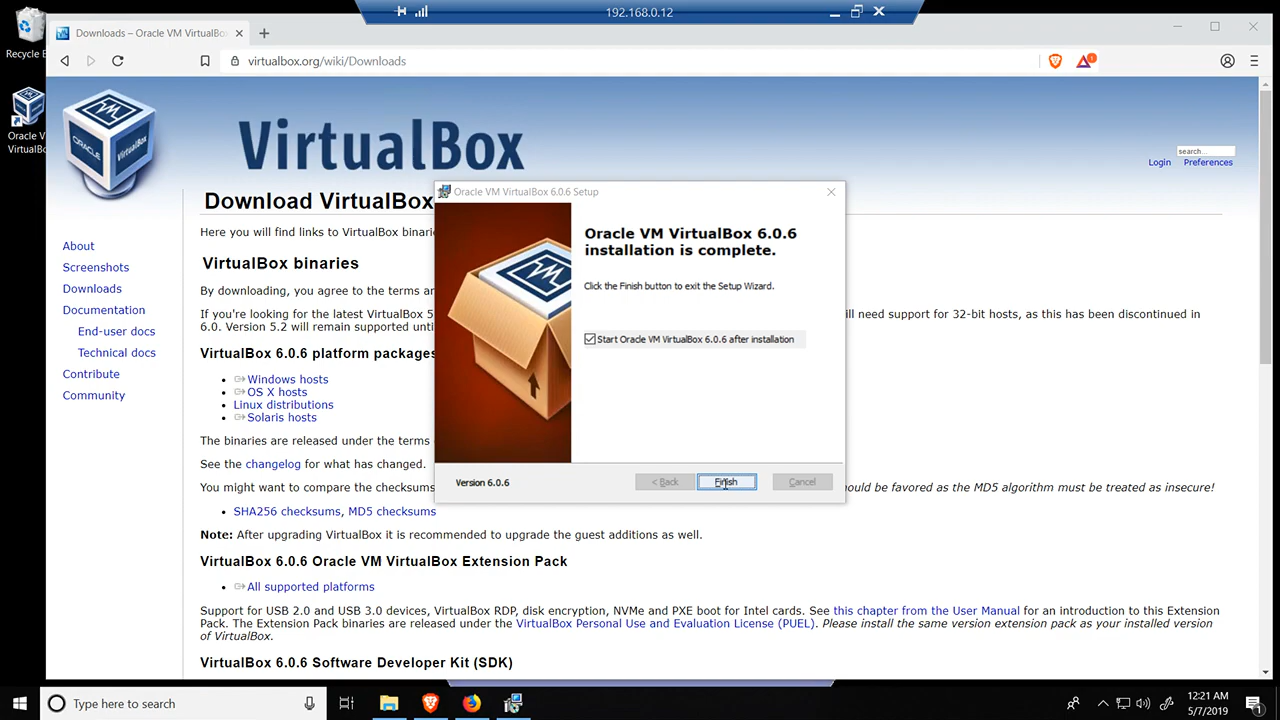 192.168.0.12
Recycle B
Downloads – Oracle VM VirtualBo
virtualbox.org/wiki/Downloads
1
Oracle V
VirtualBo
ORACLE
VirtualBox
VirtualBox
search...
Login
Preferences
Download VirtualBox
Here you will find links to VirtualBox binarie
About
Screenshots
Downloads
Documentation
End-user docs
Technical docs
Contribute
Community
VirtualBox binaries
By downloading, you agree to the terms an
If you're looking for the latest VirtualBox 5
ill need support for 32-bit hosts, as this has been discontinued in
6.0. Version 5.2 will remain supported until
VirtualBox 6.0.6 platform packages
Windows hosts
OS X hosts
Linux distributions
Solaris hosts
The binaries are released under the terms
See the changelog for what has changed.
You might want to compare the checksums
ould be favored as the MD5 algorithm must be treated as insecure!
SHA256 checksums, MD5 checksums
Note: After upgrading VirtualBox it is recommended to upgrade the guest additions as well.
VirtualBox 6.0.6 Oracle VM VirtualBox Extension Pack
All supported platforms
Support for USB 2.0 and USB 3.0 devices, VirtualBox RDP, disk encryption, NVMe and PXE boot for Intel cards. See this chapter from the User Manual for an introduction to this Extension
Pack. The Extension Pack binaries are released under the VirtualBox Personal Use and Evaluation License (PUEL). Please install the same version extension pack as your installed version
of VirtualBox.
VirtualBox 6.0.6 Software Developer Kit (SDK)
Oracle VM VirtualBox 6.0.6 Setup
Oracle VM VirtualBox 6.0.6
installation is complete.
Click the Finish button to exit the Setup Wizard.
Start Oracle VM VirtualBox 6.0.6 after installation
Version 6.0.6
< Back
Finish
Cancel
Type here to search
12:21 AM
5/7/2019
1